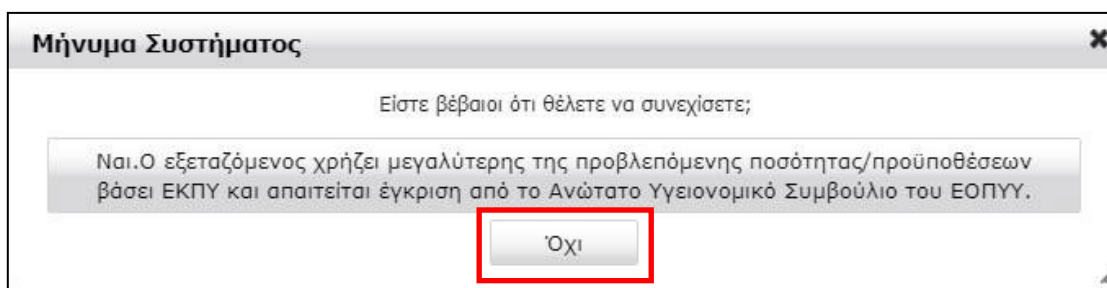 Μήνυμα Συστήματος
Είστε βέβαιοι ότι θέλετε να συνεχίσετε;
Ναι.Ο εξεταζόμενος χρήζει μεγαλύτερης της προβλεπόμενης ποσότητας/προϋποθέσεων
βάσει ΕΚΠΥ και απαιτείται έγκριση από το Ανώτατο Υγειονομικό Συμβούλιο του ΕΟΠΥΥ.
Όχι